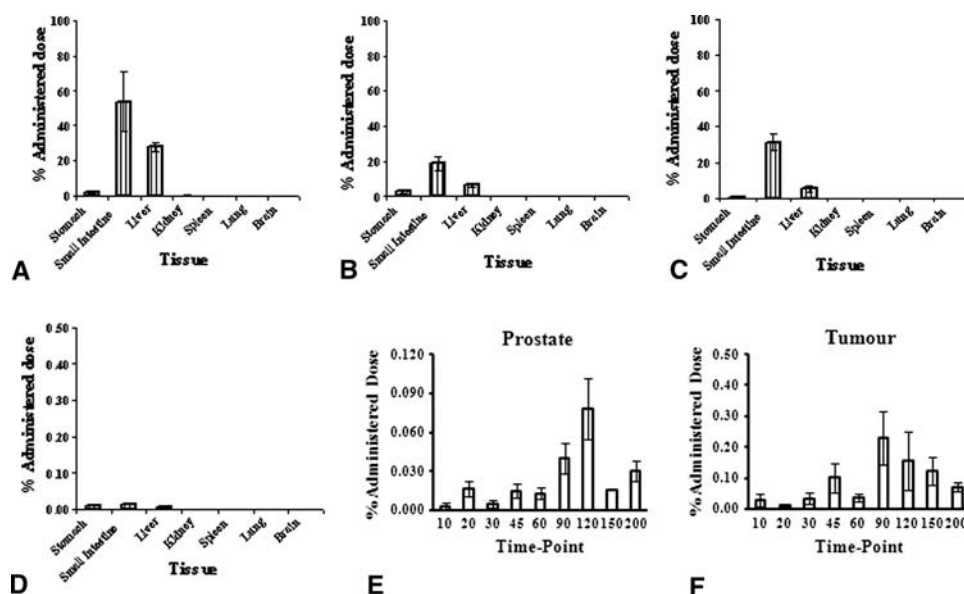 100
80
60
40
20
0
% Administered dose
Stomach
Small Intestine
Liver
Kidney
Spleen
Lung
Brain
Tissue
A
100
80
60
40
20
0
% Administered dose
Stomach
Small Intestine
Liver
Kidney
Spleen
Lung
Brain
Tissue
B
100
80
60
40
20
0
% Administered dose
Stomach
Small Intestine
Liver
Kidney
Spleen
Lung
Brain
Tissue
C
0.50
0.40
0.30
0.20
0.10
0.00
% Administered dose
Stomach
Small Intestine
Liver
Kidney
Spleen
Lung
Brain
Tissue
D
Prostate
0.120
0.090
0.060
0.030
0.000
% Administered Dose
10 20 30 45 60 90 120 150 200
Time-Point
E
Tumour
0.50
0.40
0.30
0.20
0.10
0.00
% Administered Dose
10 20 30 45 60 90 120 150 200
Time-Point
F